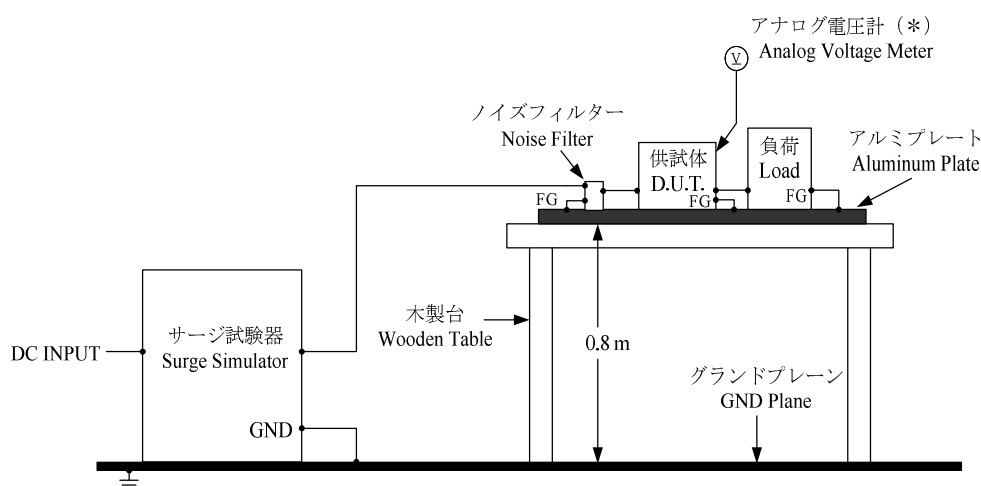 アナログ電圧計（＊）
Analog Voltage Meter
V
ノイズフィルター
Noise Filter
供試体
D.U.T.
負荷
Load
アルミプレート
Aluminum Plate
FG
FG
FG
サージ試験器
Surge Simulator
DC INPUT
GND
木製台
Wooden Table
0.8 m
グランドプレーン
GND Plane